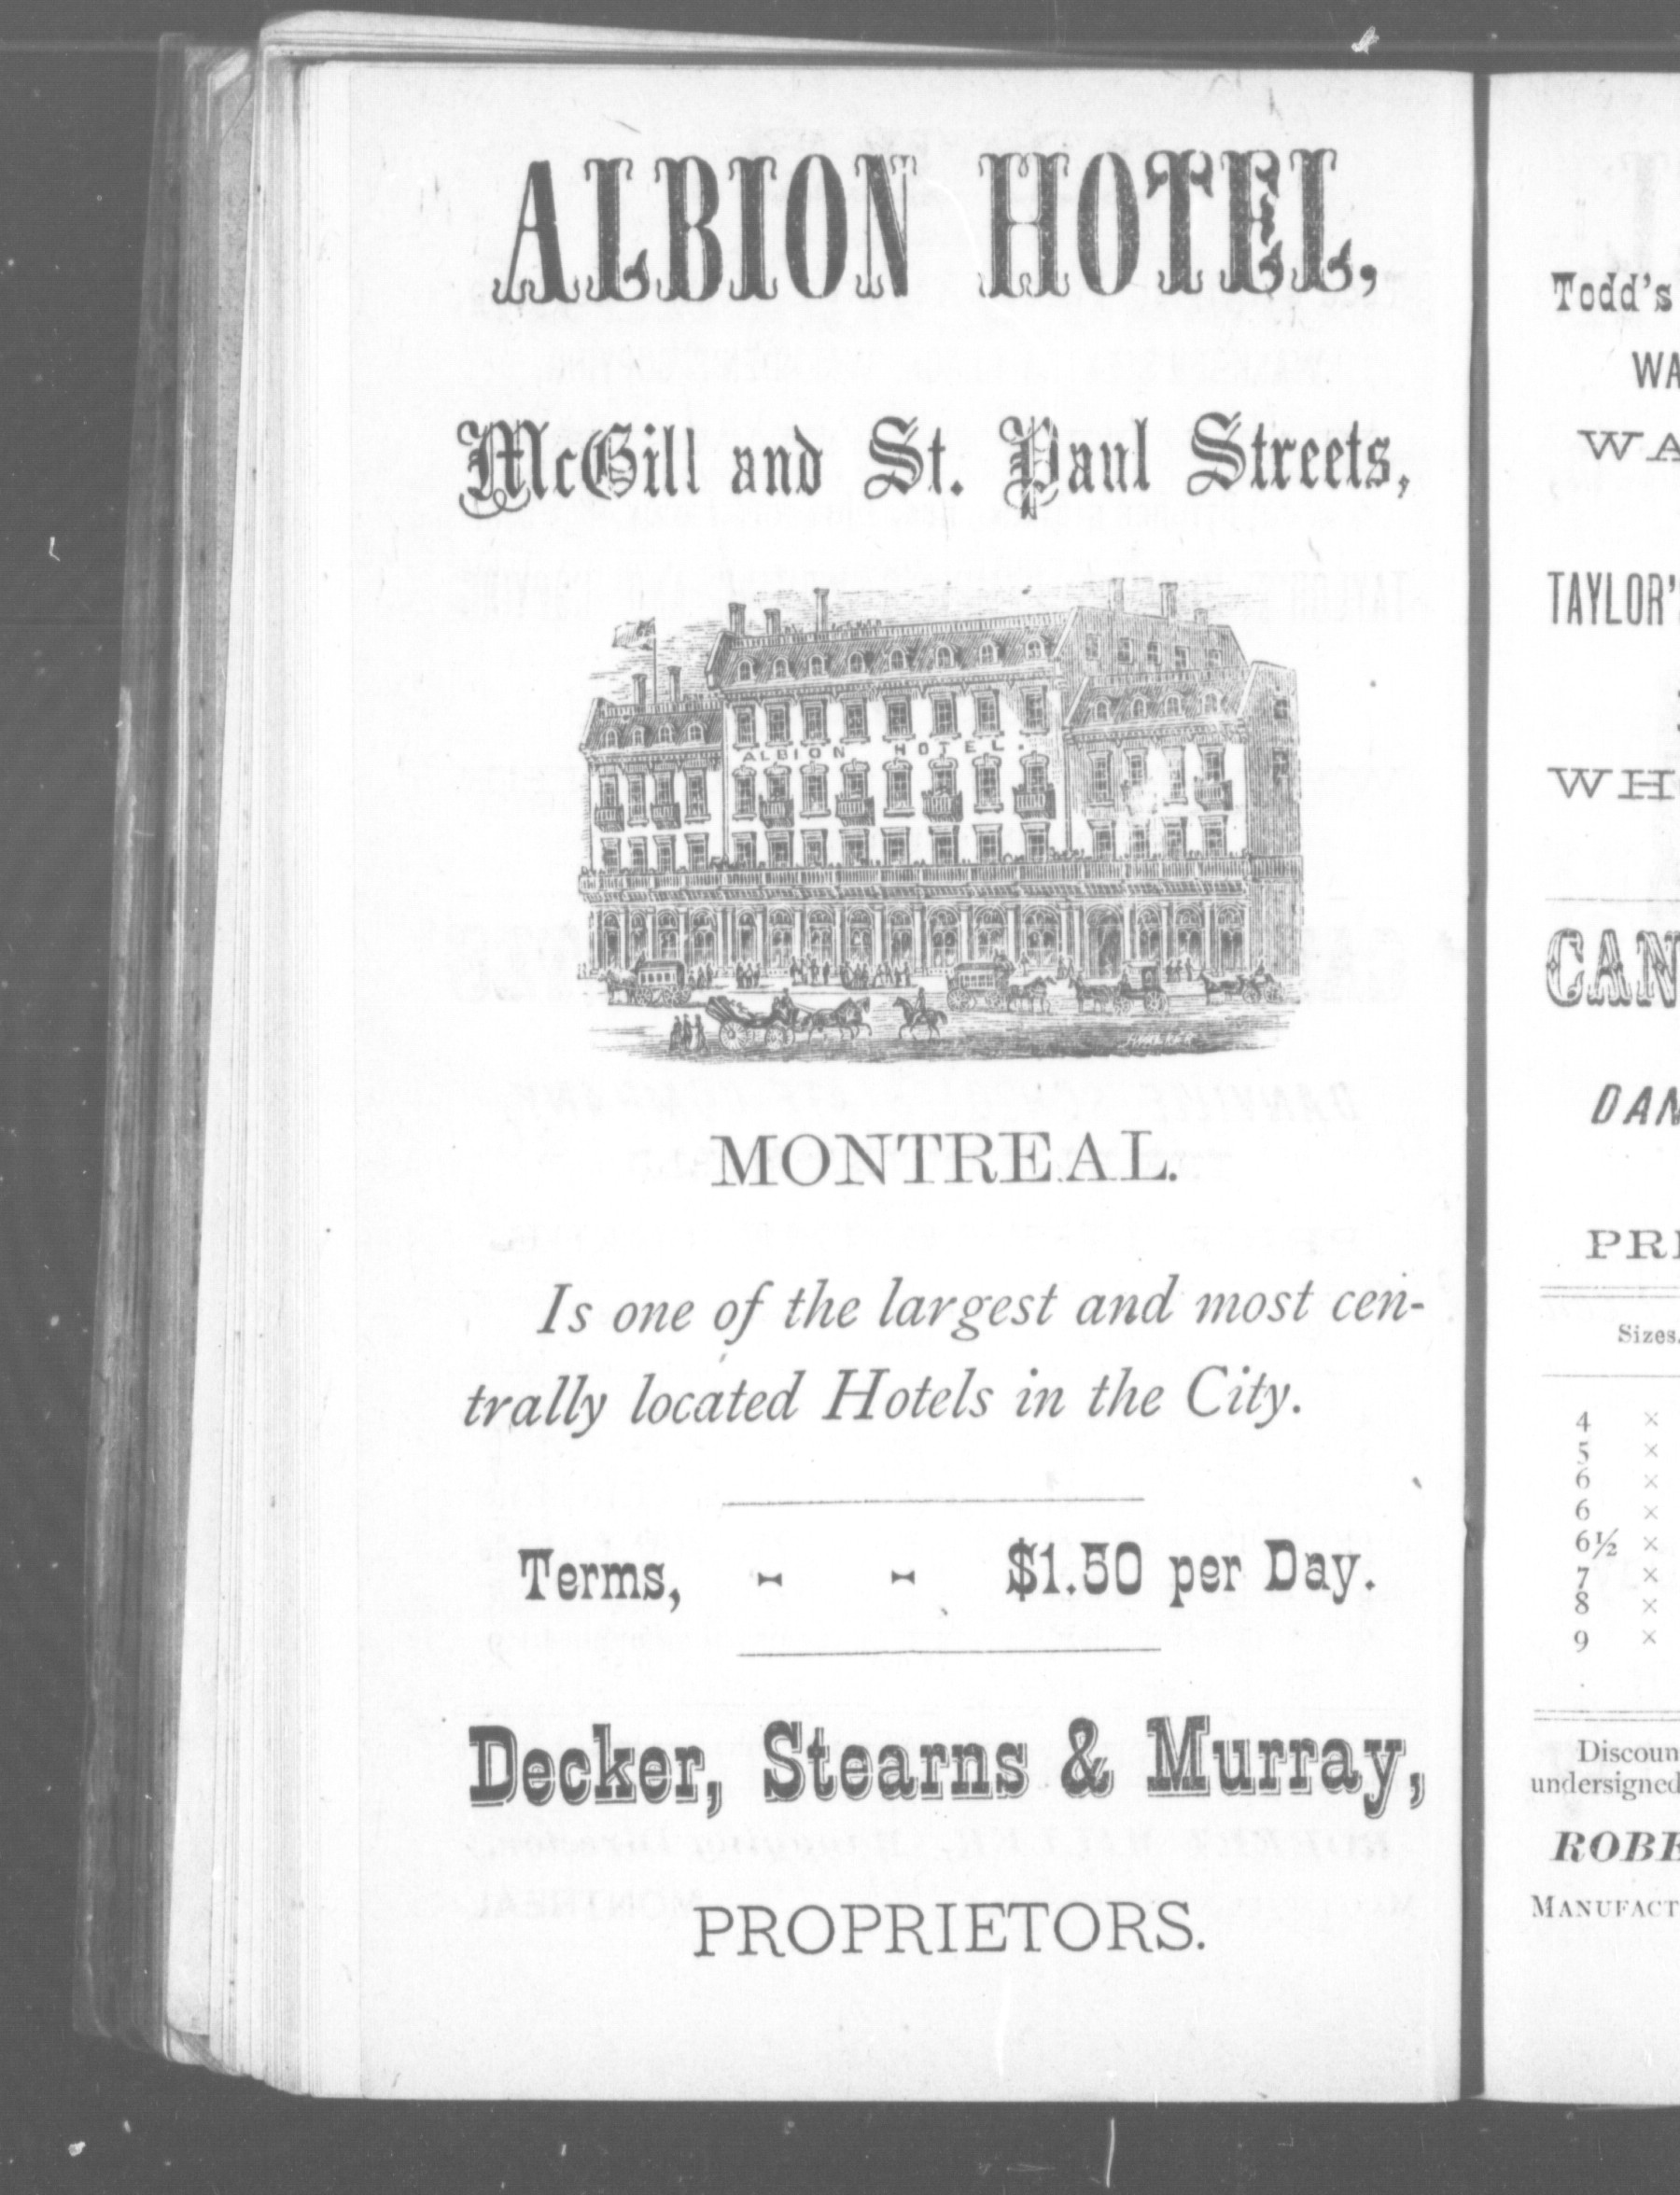 ALBION HOTEL,
McGill and St. Paul Streets,
ALBION HOTEL.
MONTREAL.
Is one of the largest and most cen-
trally located Hotels in the City.
Terms, - - $1.50 per Day.
Decker, Stearns & Murray,
PROPRIETORS.
Todd's
WA
WA
TAYLOR'
WH
CAN
DAN
PRI
Sizes.
4 ×
5 ×
6 ×
6 ×
6½ ×
7 ×
8 ×
9 ×
Discoun
undersigned
ROBE
MANUFACT